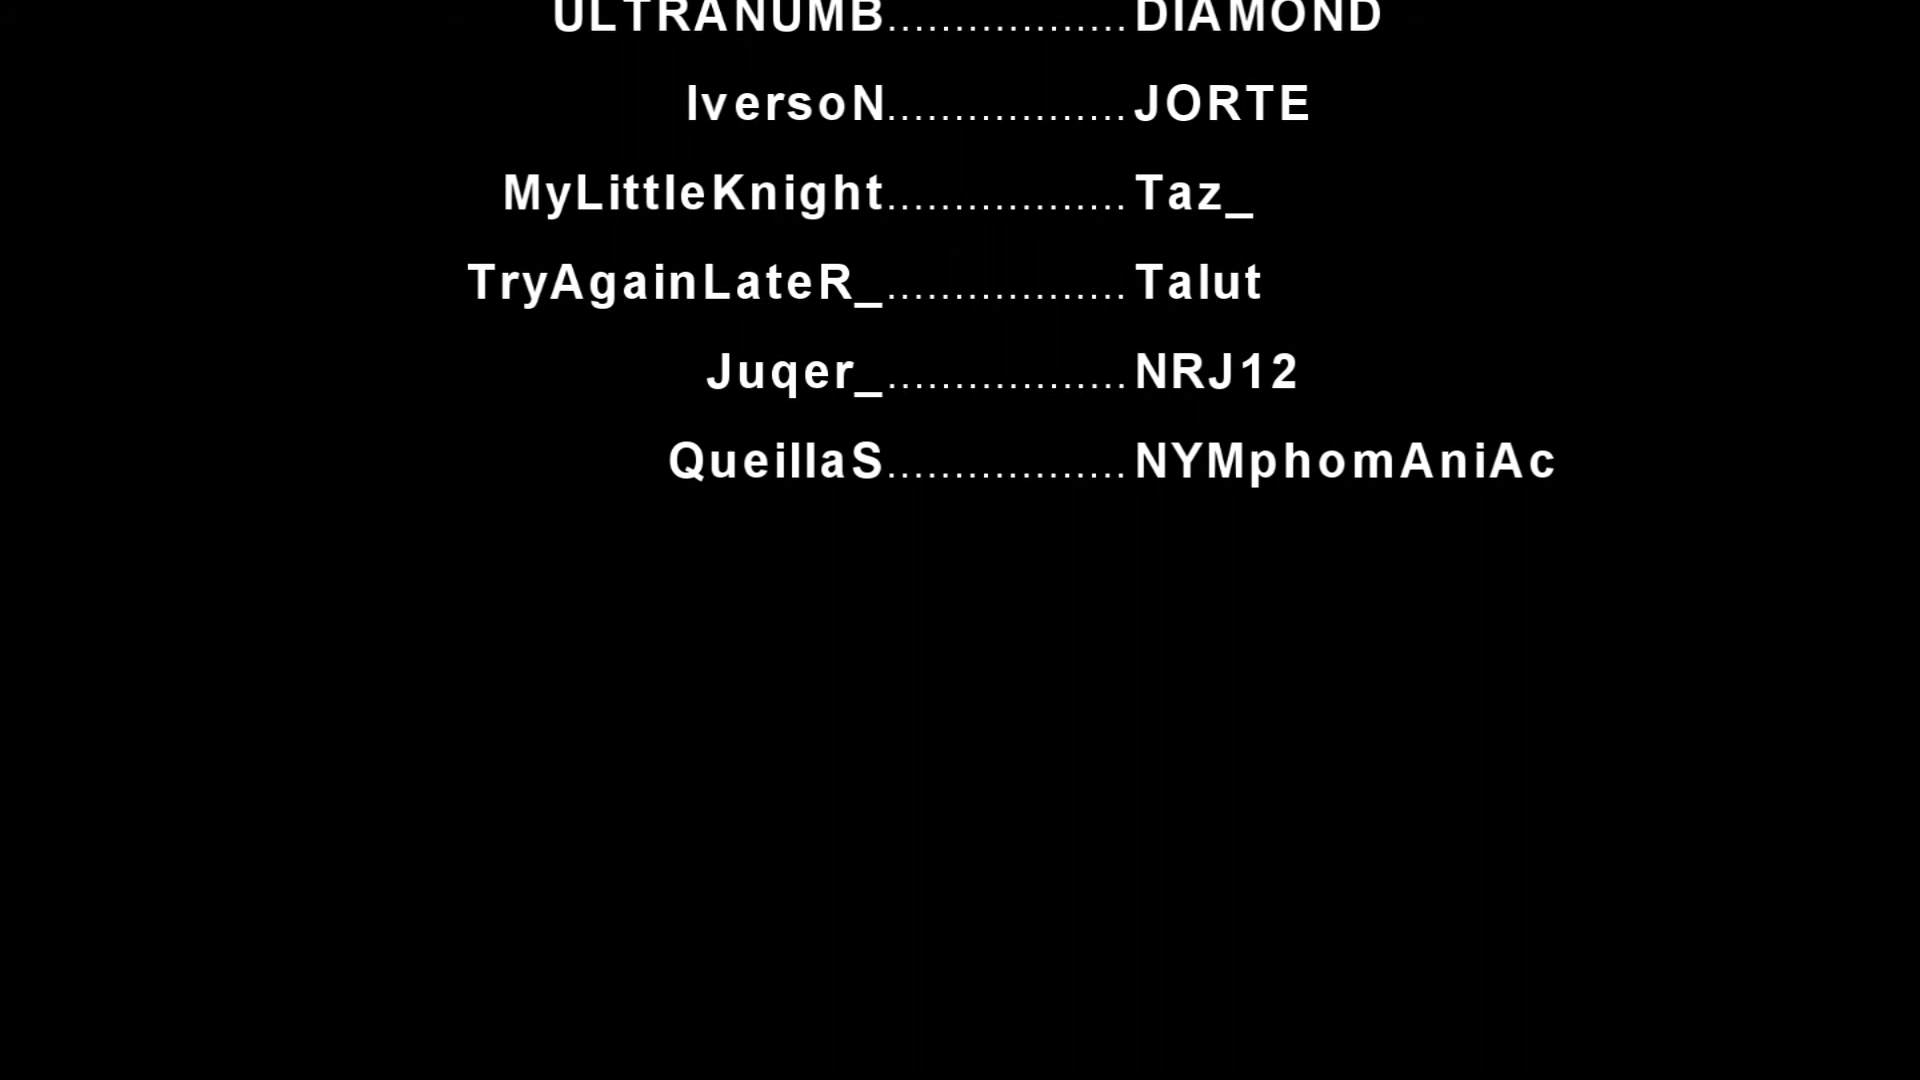 ULTRANUMB..................DIAMOND
IversoN..................JORTE
MyLittleKnight..................Taz_
TryAgainLateR_..................Talut
Juqer_..................NRJ12
QueillaS..................NYMphomAniAc